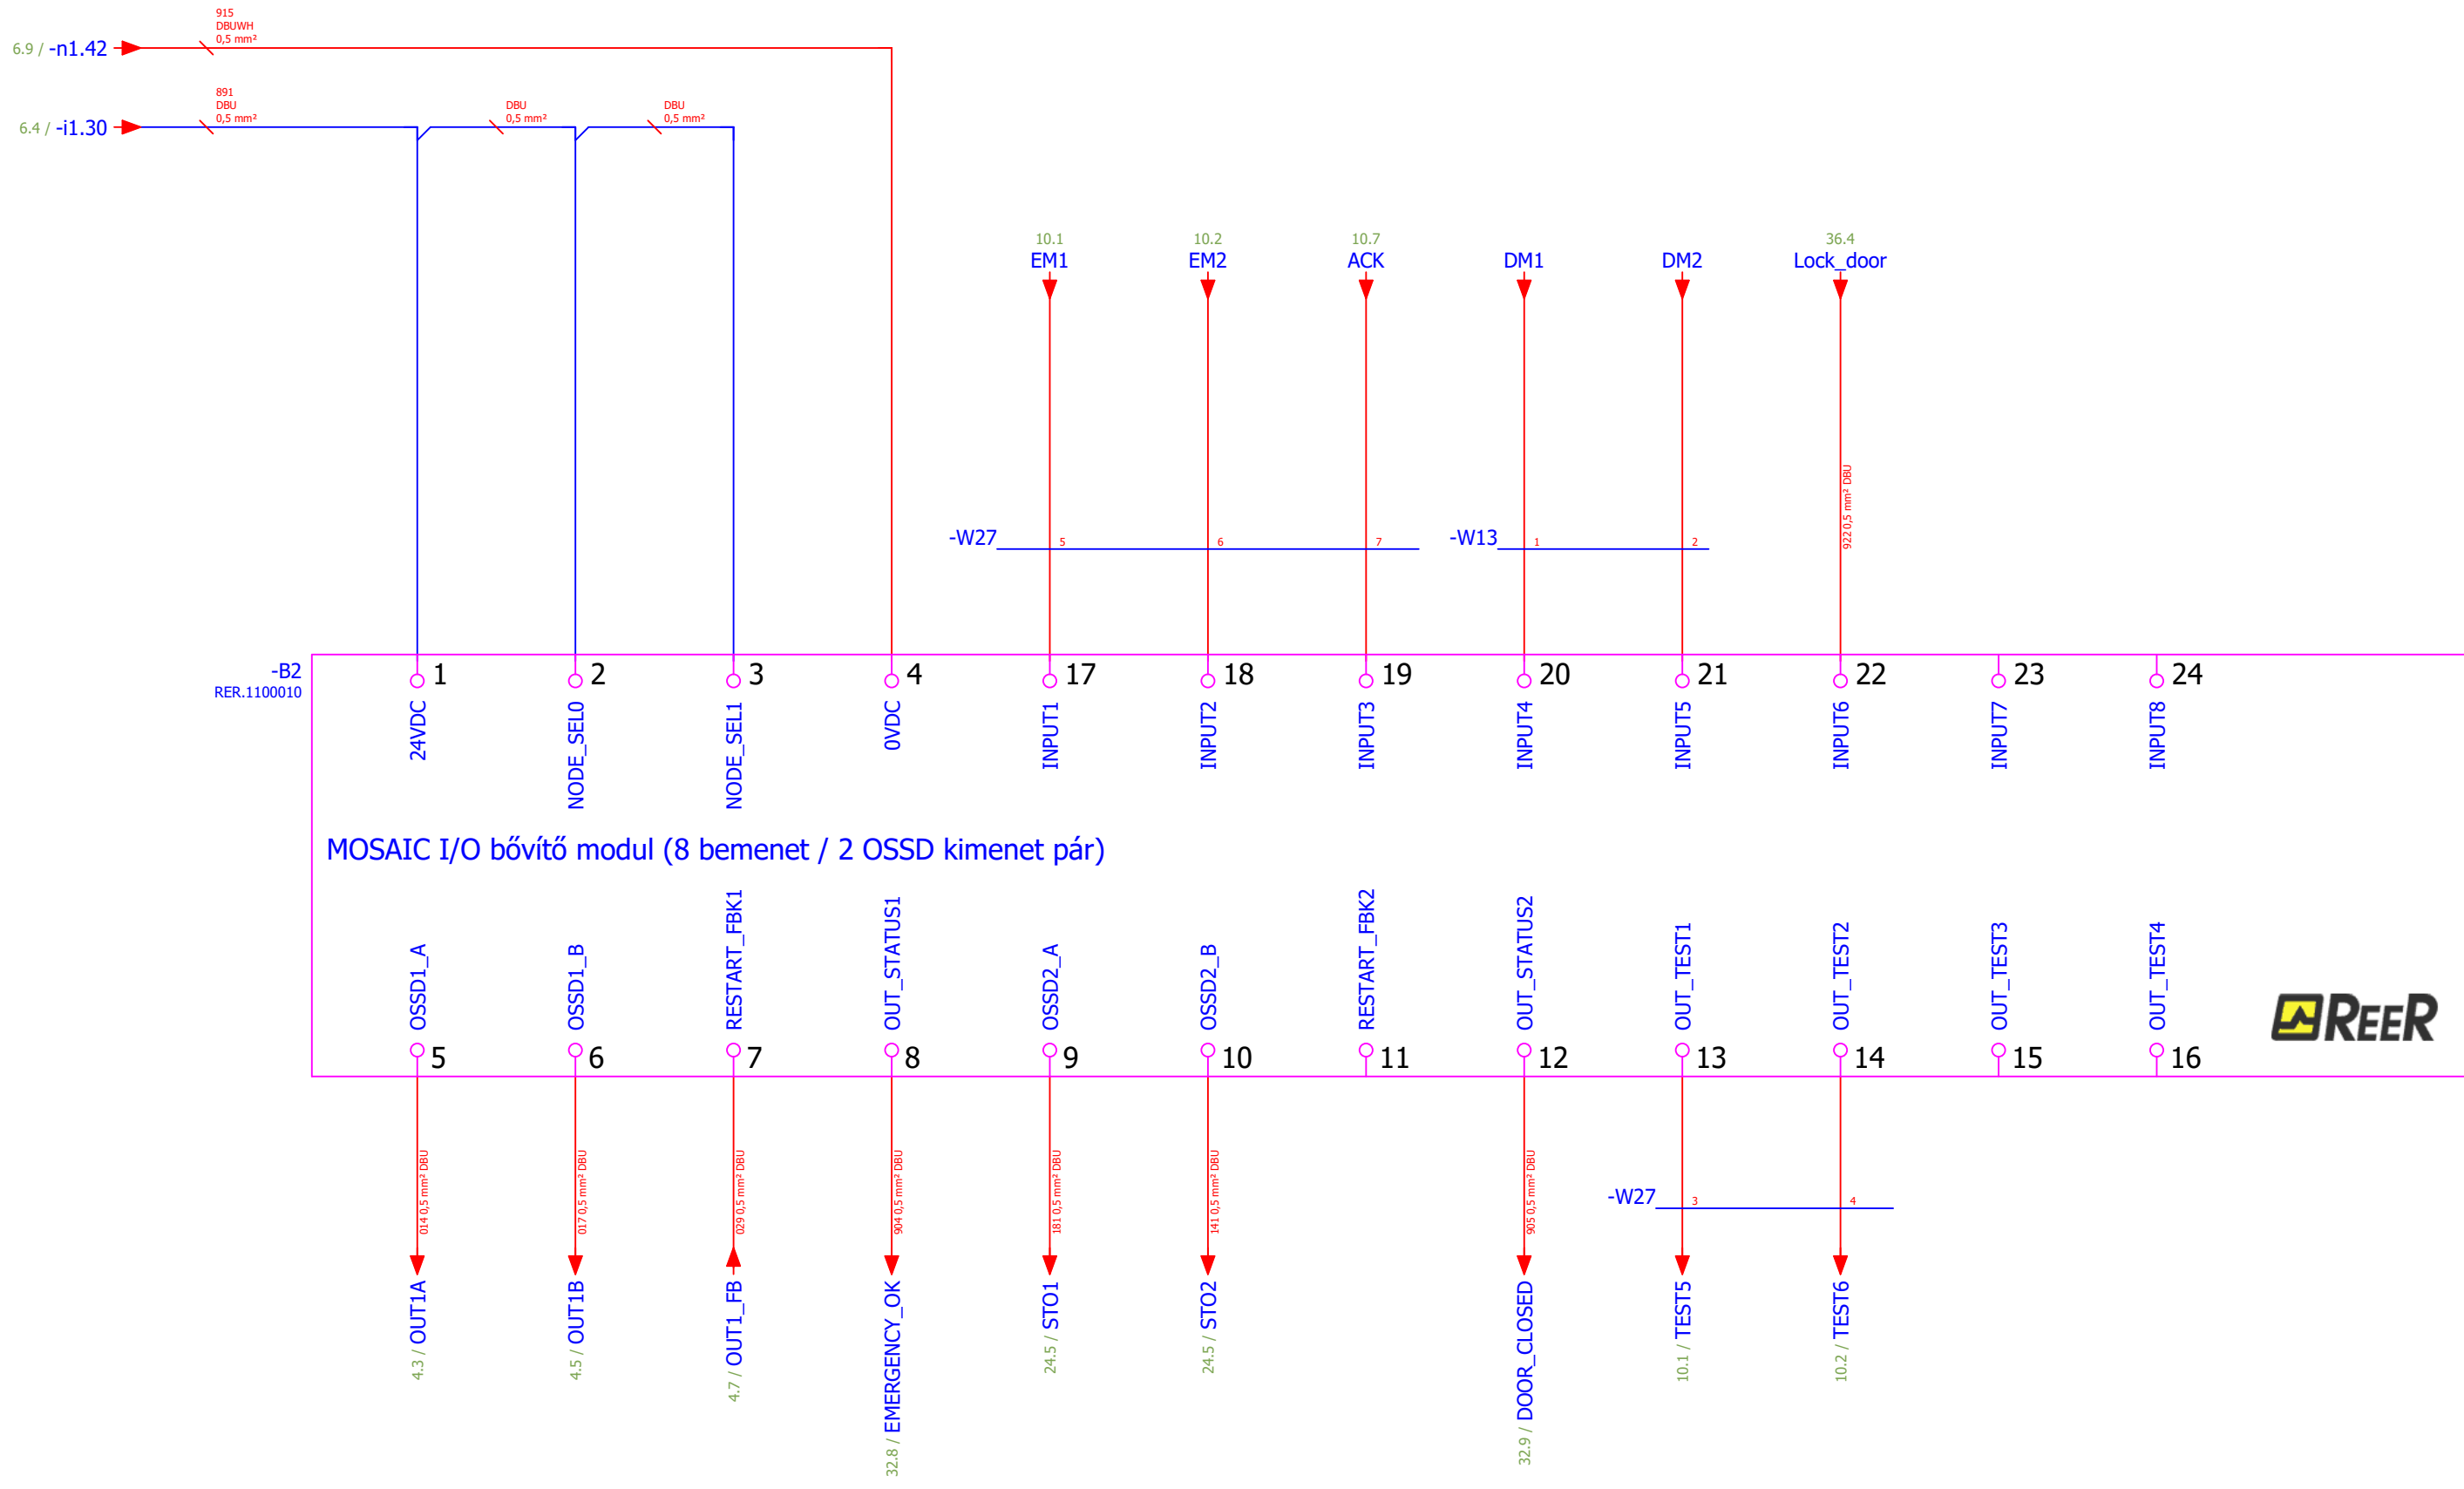 915
DBUWH
0,5 mm²
6.9 / -n1.42
891
DBU
0,5 mm²
DBU
0,5 mm²
DBU
0,5 mm²
6.4 / -i1.30
10.1
EM1
10.2
EM2
10.7
ACK
DM1
DM2
36.4
Lock_door
922 0,5 mm² DBU
-W27
5
6
7
-W13
1
2
-B2
RER.1100010
1
2
3
4
17
18
19
20
21
22
23
24
24VDC
NODE_SEL0
NODE_SEL1
0VDC
INPUT1
INPUT2
INPUT3
INPUT4
INPUT5
INPUT6
INPUT7
INPUT8
MOSAIC I/O bővítő modul (8 bemenet / 2 OSSD kimenet pár)
OSSD1_A
OSSD1_B
RESTART_FBK1
OUT_STATUS1
OSSD2_A
OSSD2_B
RESTART_FBK2
OUT_STATUS2
OUT_TEST1
OUT_TEST2
OUT_TEST3
OUT_TEST4
REER
5
6
7
8
9
10
11
12
13
14
15
16
014 0,5 mm² DBU
017 0,5 mm² DBU
029 0,5 mm² DBU
904 0,5 mm² DBU
181 0,5 mm² DBU
141 0,5 mm² DBU
905 0,5 mm² DBU
-W27
3
4
4.3 / OUT1A
4.5 / OUT1B
4.7 / OUT1_FB
32.8 / EMERGENCY_OK
24.5 / STO1
24.5 / STO2
32.9 / DOOR_CLOSED
10.1 / TEST5
10.2 / TEST6